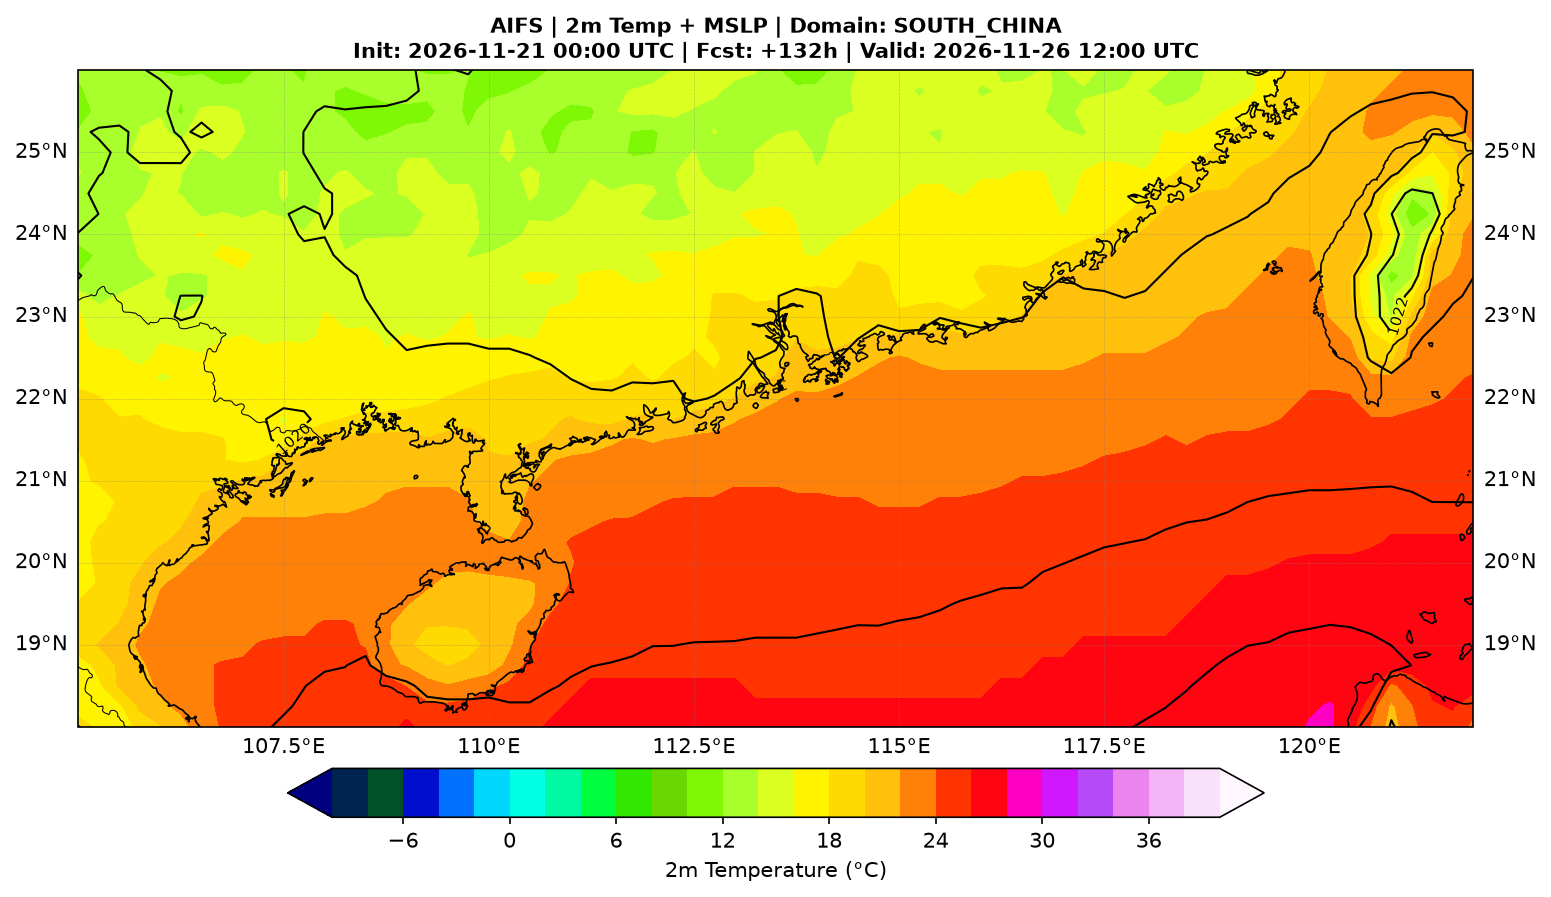 AIFS | 2m Temp + MSLP | Domain: SOUTH_CHINA
Init: 2026-11-21 00:00 UTC | Fcst: +132h | Valid: 2026-11-26 12:00 UTC
25°N 25°N
24°N 24°N
23°N 1022 23°N
22°N 22°N
1020
21°N 21°N
20°N 20°N
19°N 19°N
107.5°E 110°E 112.5°E 115°E 117.5°E 120°E
−6 0 6 12 18 24 30 36
2m Temperature (°C)